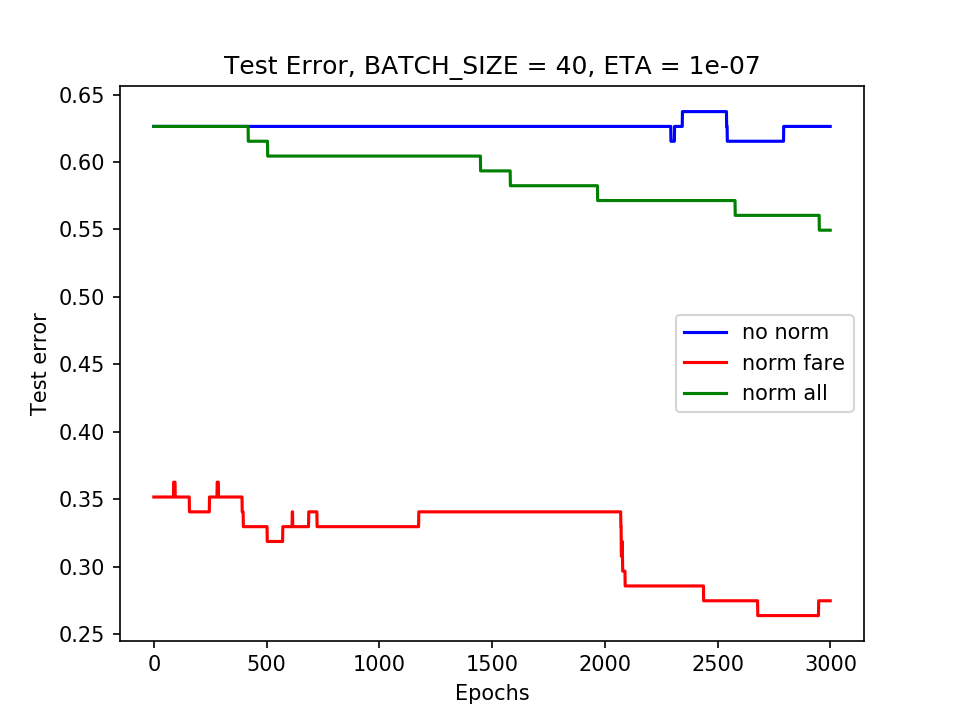 Test Error, BATCH_SIZE = 40, ETA = 1e-07
0.65
0.60
0.55
0.50
0.45
0.40
0.35
0.30
0.25
Test error
no norm
norm fare
norm all
0 500 1000 1500 2000 2500 3000
Epochs